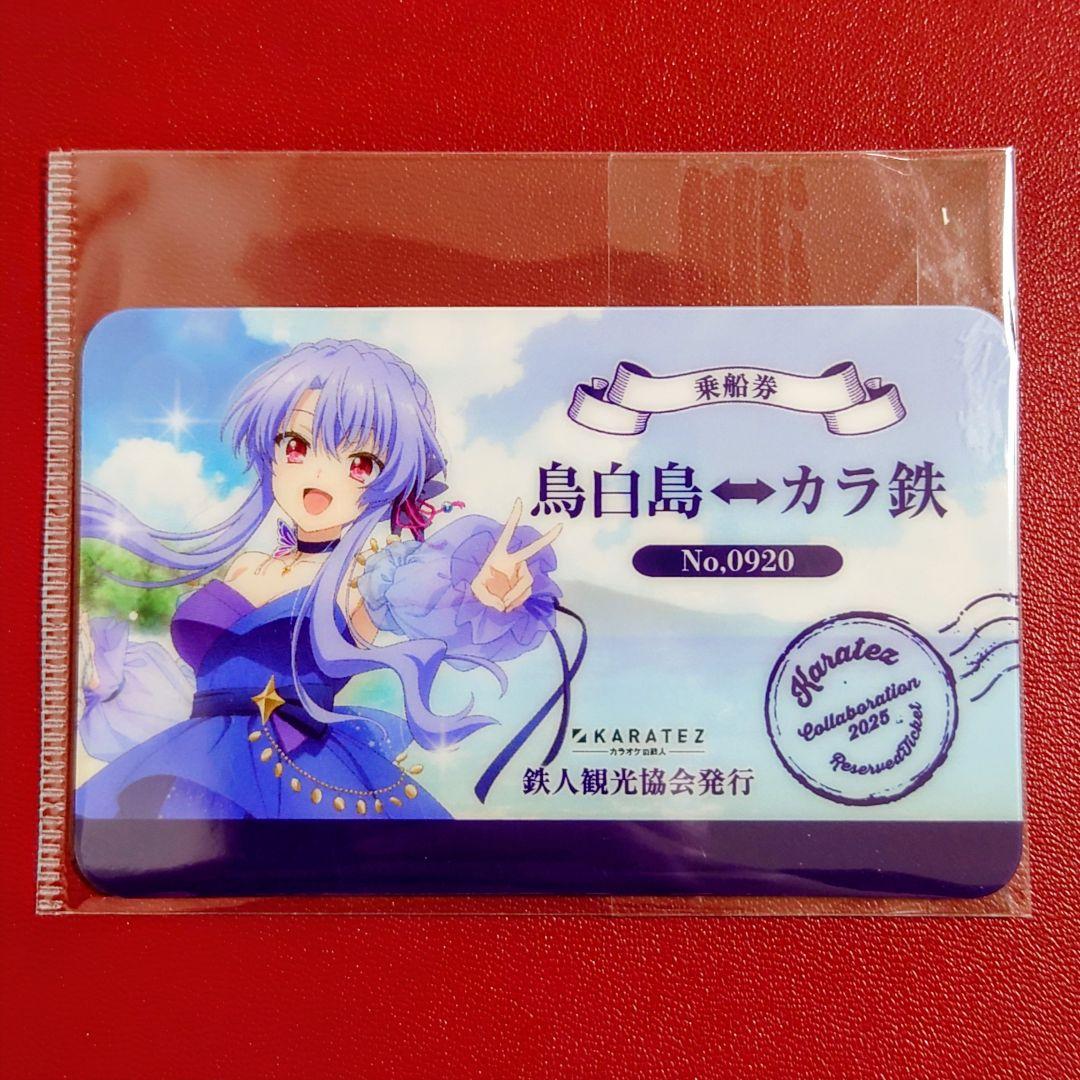 乗船券
鳥白島↔カラ鉄
No,0920
Karatez
Collaboration
2025
ReservedTicket
KARATEZ
カラオケの鉄人
鉄人観光協会発行